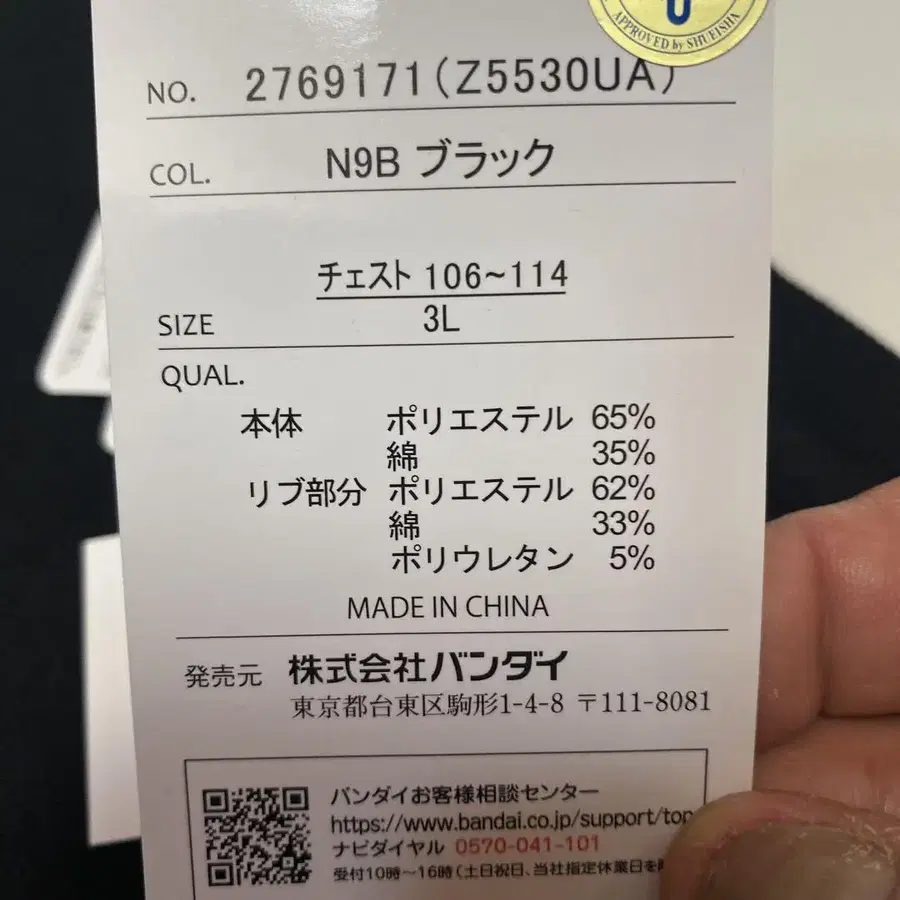 U
APPROVED by SHUEISHA
NO. 2769171(Z5530UA)
COL. N9B ブラック
チェスト 106~114
SIZE 3L
QUAL.
本体 ポリエステル 65%
綿 35%
リブ部分 ポリエステル 62%
綿 33%
ポリウレタン 5%
MADE IN CHINA
発売元 株式会社バンダイ
東京都台東区駒形1-4-8 〒111-8081
バンダイお客様相談センター
https://www.bandai.co.jp/support/top
ナビダイヤル 0570-041-101
受付10時~16時(土日祝日、当社指定休業日を